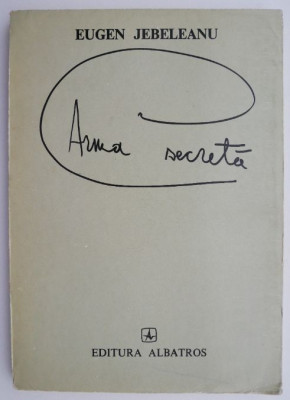 EUGEN JEBELEANU
Arma secretă
EDITURA ALBATROS